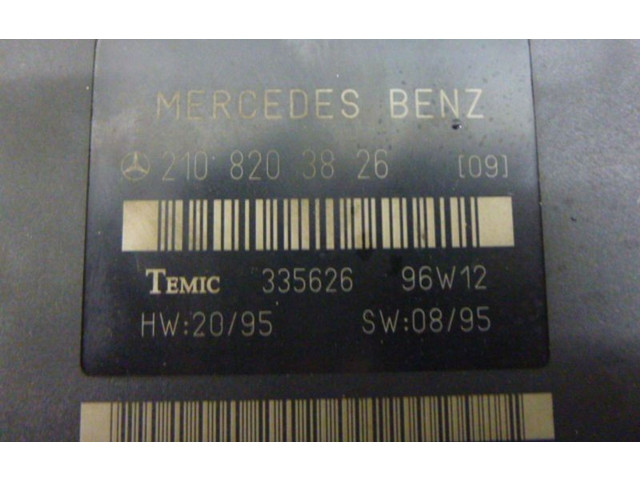 MERCEDES BENZ
210 820 38 26 [09]
TEMIC 335626 96W12
HW:20/95 SW:08/95